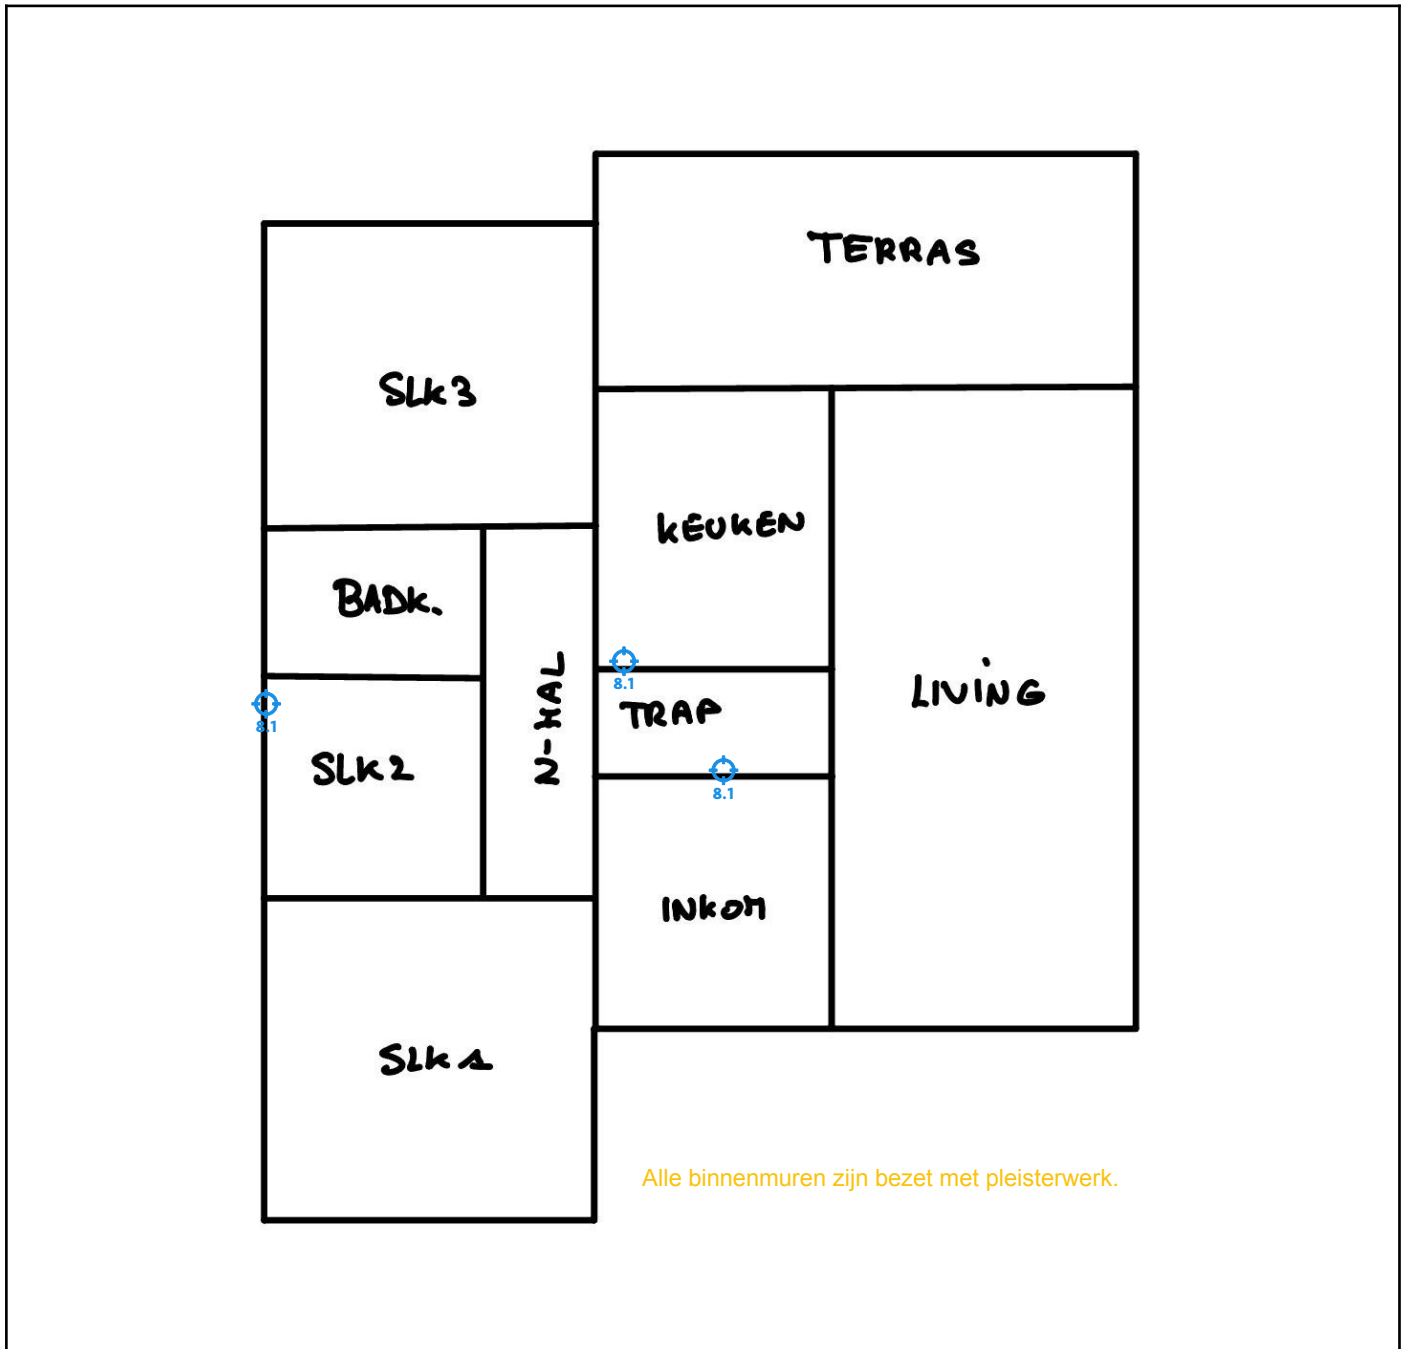 TERRAS
SLK3
KEUKEN
BADK.
8.1
LIVING
8.1
TRAP
2-HAL
SLK2
8.1
INKOM
SLK1
Alle binnenmuren zijn bezet met pleisterwerk.